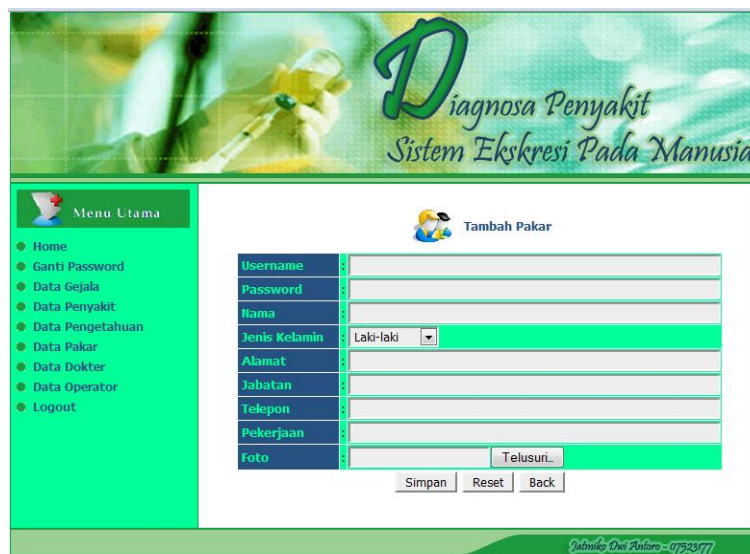 Diagnosa Penyakit
Sistem Ekskresi Pada Manusia
Menu Utama
Home
Ganti Password
Data Gejala
Data Penyakit
Data Pengetahuan
Data Pakar
Data Dokter
Data Operator
Logout
Tambah Pakar
Username :
Password :
Nama :
Jenis Kelamin : Laki-laki
Alamat :
Jabatan :
Telepon :
Pekerjaan :
Foto : Telusuri...
Simpan Reset Back
Jatmiko Dwi Antoro - 07523177